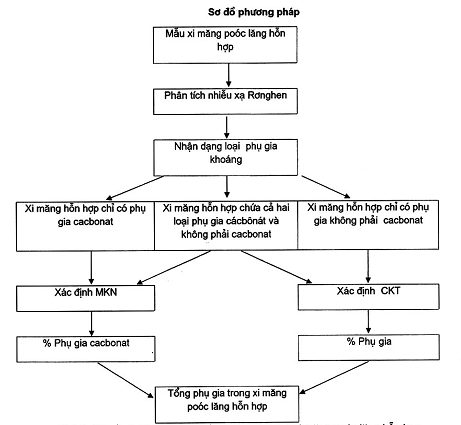 Sơ đồ phương pháp
Mẫu xi măng poóc lăng hỗn
hợp
Phân tích nhiễu xạ Rơnghen
Nhận dạng loại phụ gia
khoáng
Xi măng hỗn hợp chỉ có phụ
gia cacbonat
Xi măng hỗn hợp chứa cả hai
loại phụ gia cácbônát và
không phải cacbonat
Xi măng hỗn hợp chỉ có phụ
gia không phải cacbonat
Xác định MKN
Xác định CKT
% Phụ gia cacbonat
% Phụ gia
Tổng phụ gia trong xi măng
poóc lăng hỗn hợp